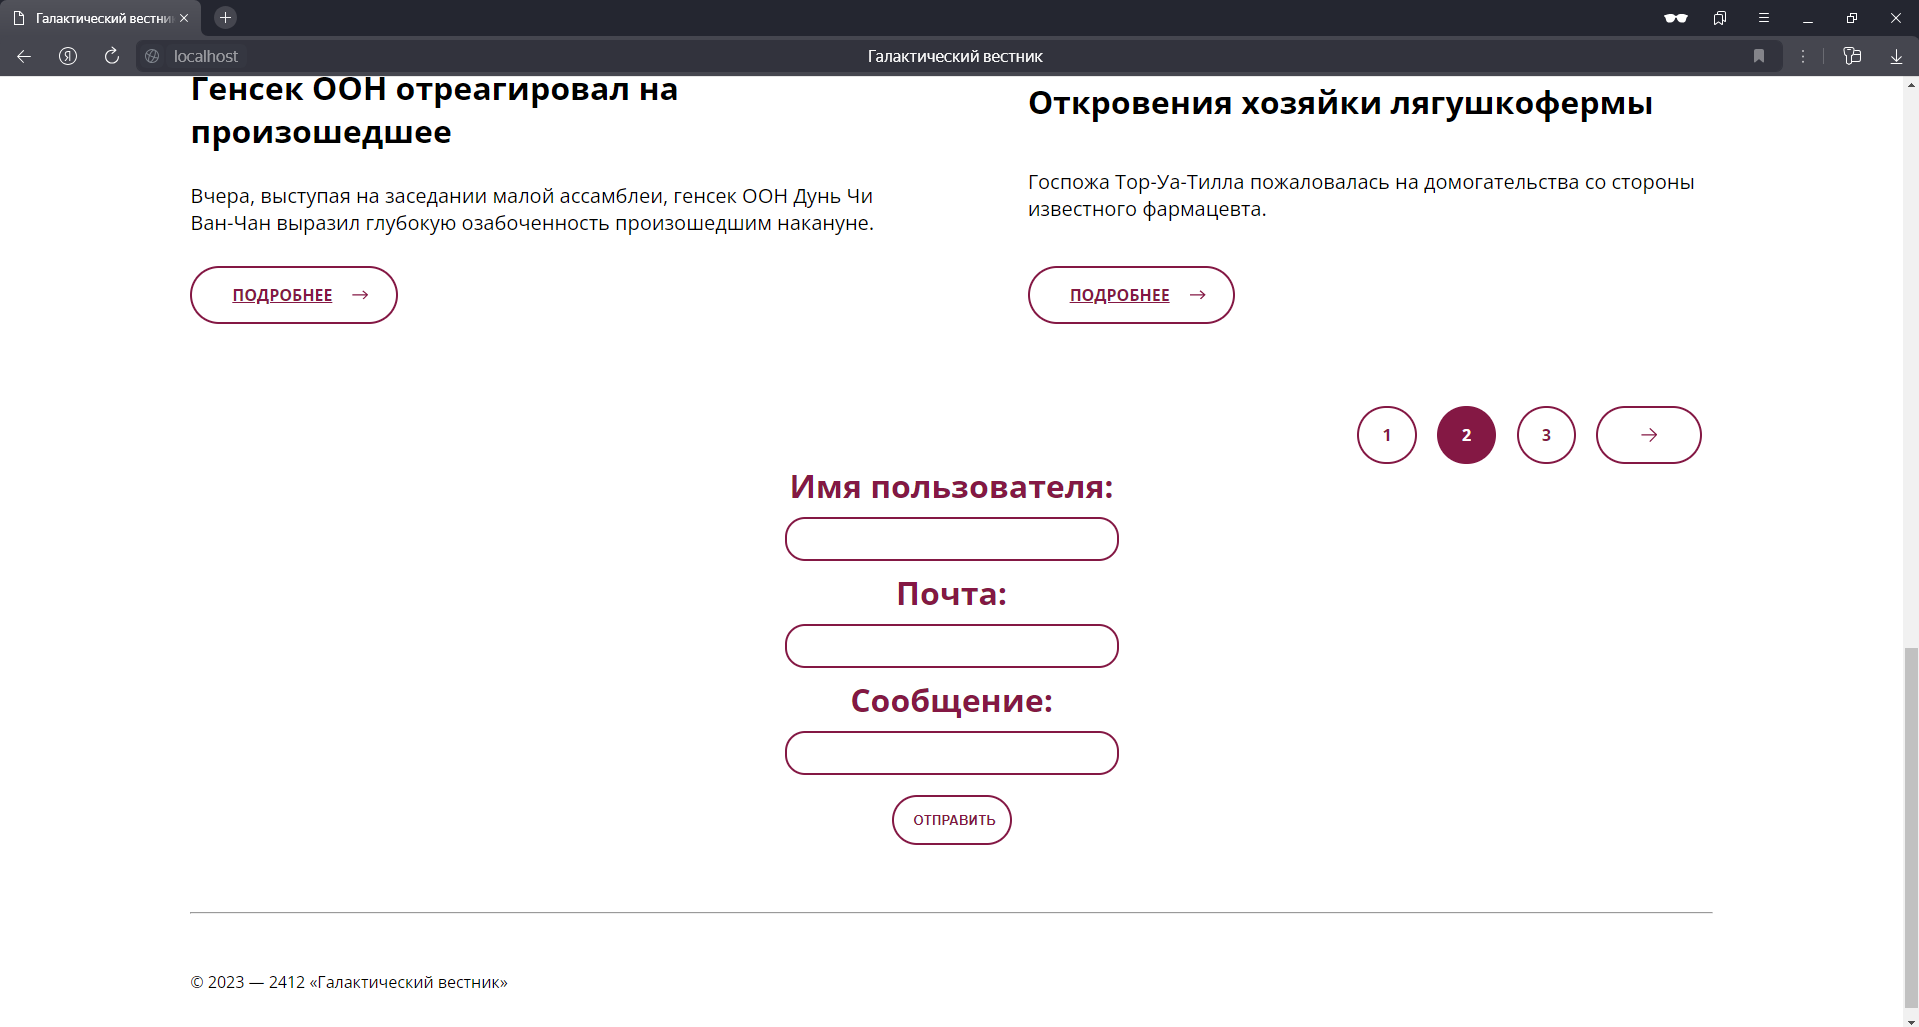 Галактический вестни
localhost
Галактический вестник
Генсек ООН отреагировал на
произошедшее
Вчера, выступая на заседании малой ассамблеи, генсек ООН Дунь Чи
Ван-Чан выразил глубокую озабоченность произошедшим накануне.
ПОДРОБНЕЕ
Откровения хозяйки лягушкофермы
Госпожа Тор-Уа-Тилла пожаловалась на домогательства со стороны
известного фармацевта.
ПОДРОБНЕЕ
1 2 3
Имя пользователя:
Почта:
Сообщение:
ОТПРАВИТЬ
© 2023 — 2412 «Галактический вестник»